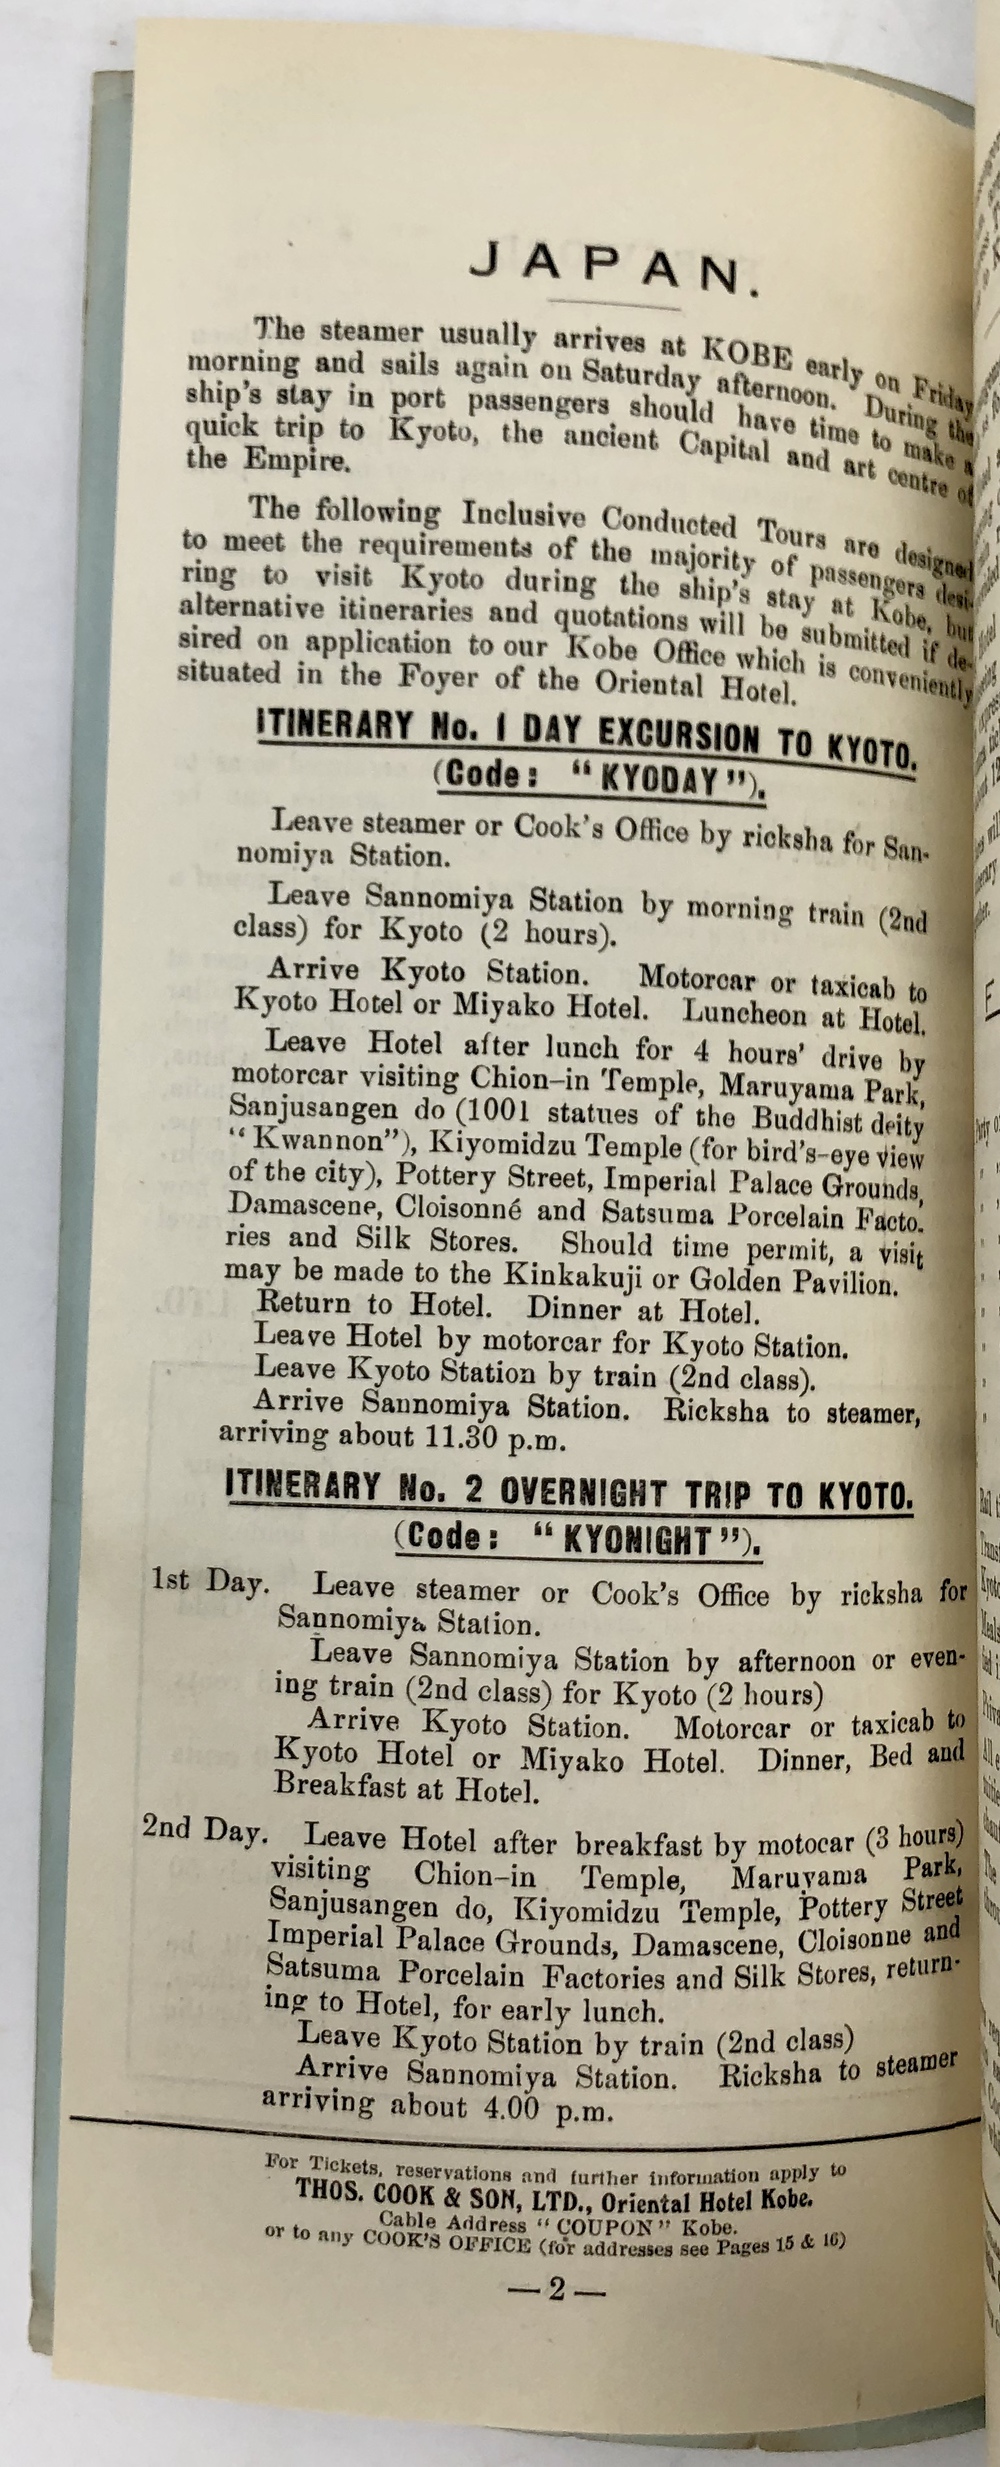 JAPAN.
The steamer usually arrives at KOBE early on Friday
morning and sails again on Saturday afternoon. During the
ship's stay in port passengers should have time to make a
quick trip to Kyoto, the ancient Capital and art centre of
the Empire.
The following Inclusive Conducted Tours are designed
to meet the requirements of the majority of passengers desi-
ring to visit Kyoto during the ship's stay at Kobe, but
alternative itineraries and quotations will be submitted if de-
sired on application to our Kobe Office which is conveniently
situated in the Foyer of the Oriental Hotel.
ITINERARY No. 1 DAY EXCURSION TO KYOTO.
(Code: "KYODAY").
Leave steamer or Cook's Office by ricksha for San-
nomiya Station.
Leave Sannomiya Station by morning train (2nd
class) for Kyoto (2 hours).
Arrive Kyoto Station. Motorcar or taxicab to
Kyoto Hotel or Miyako Hotel. Luncheon at Hotel.
Leave Hotel after lunch for 4 hours' drive by
motorcar visiting Chion-in Temple, Maruyama Park,
Sanjusangen do (1001 statues of the Buddhist deity
"Kwannon"), Kiyomidzu Temple (for bird's-eye view
of the city), Pottery Street, Imperial Palace Grounds,
Damascene, Cloisonné and Satsuma Porcelain Facto-
ries and Silk Stores. Should time permit, a visit
may be made to the Kinkakuji or Golden Pavilion.
Return to Hotel. Dinner at Hotel.
Leave Hotel by motorcar for Kyoto Station.
Leave Kyoto Station by train (2nd class).
Arrive Sannomiya Station. Ricksha to steamer,
arriving about 11.30 p.m.
ITINERARY No. 2 OVERNIGHT TRIP TO KYOTO.
(Code: "KYONIGHT").
1st Day. Leave steamer or Cook's Office by ricksha for
Sannomiya Station.
Leave Sannomiya Station by afternoon or even-
ing train (2nd class) for Kyoto (2 hours)
Arrive Kyoto Station. Motorcar or taxicab to
Kyoto Hotel or Miyako Hotel. Dinner, Bed and
Breakfast at Hotel.
2nd Day. Leave Hotel after breakfast by motocar (3 hours)
visiting Chion-in Temple, Maruyama Park,
Sanjusangen do, Kiyomidzu Temple, Pottery Street
Imperial Palace Grounds, Damascene, Cloisonne and
Satsuma Porcelain Factories and Silk Stores, return-
ing to Hotel, for early lunch.
Leave Kyoto Station by train (2nd class)
Arrive Sannomiya Station. Ricksha to steamer
arriving about 4.00 p.m.
For Tickets, reservations and further information apply to
THOS. COOK & SON, LTD., Oriental Hotel Kobe.
Cable Address "COUPON" Kobe.
or to any COOK'S OFFICE (for addresses see Pages 15 & 16)
— 2 —